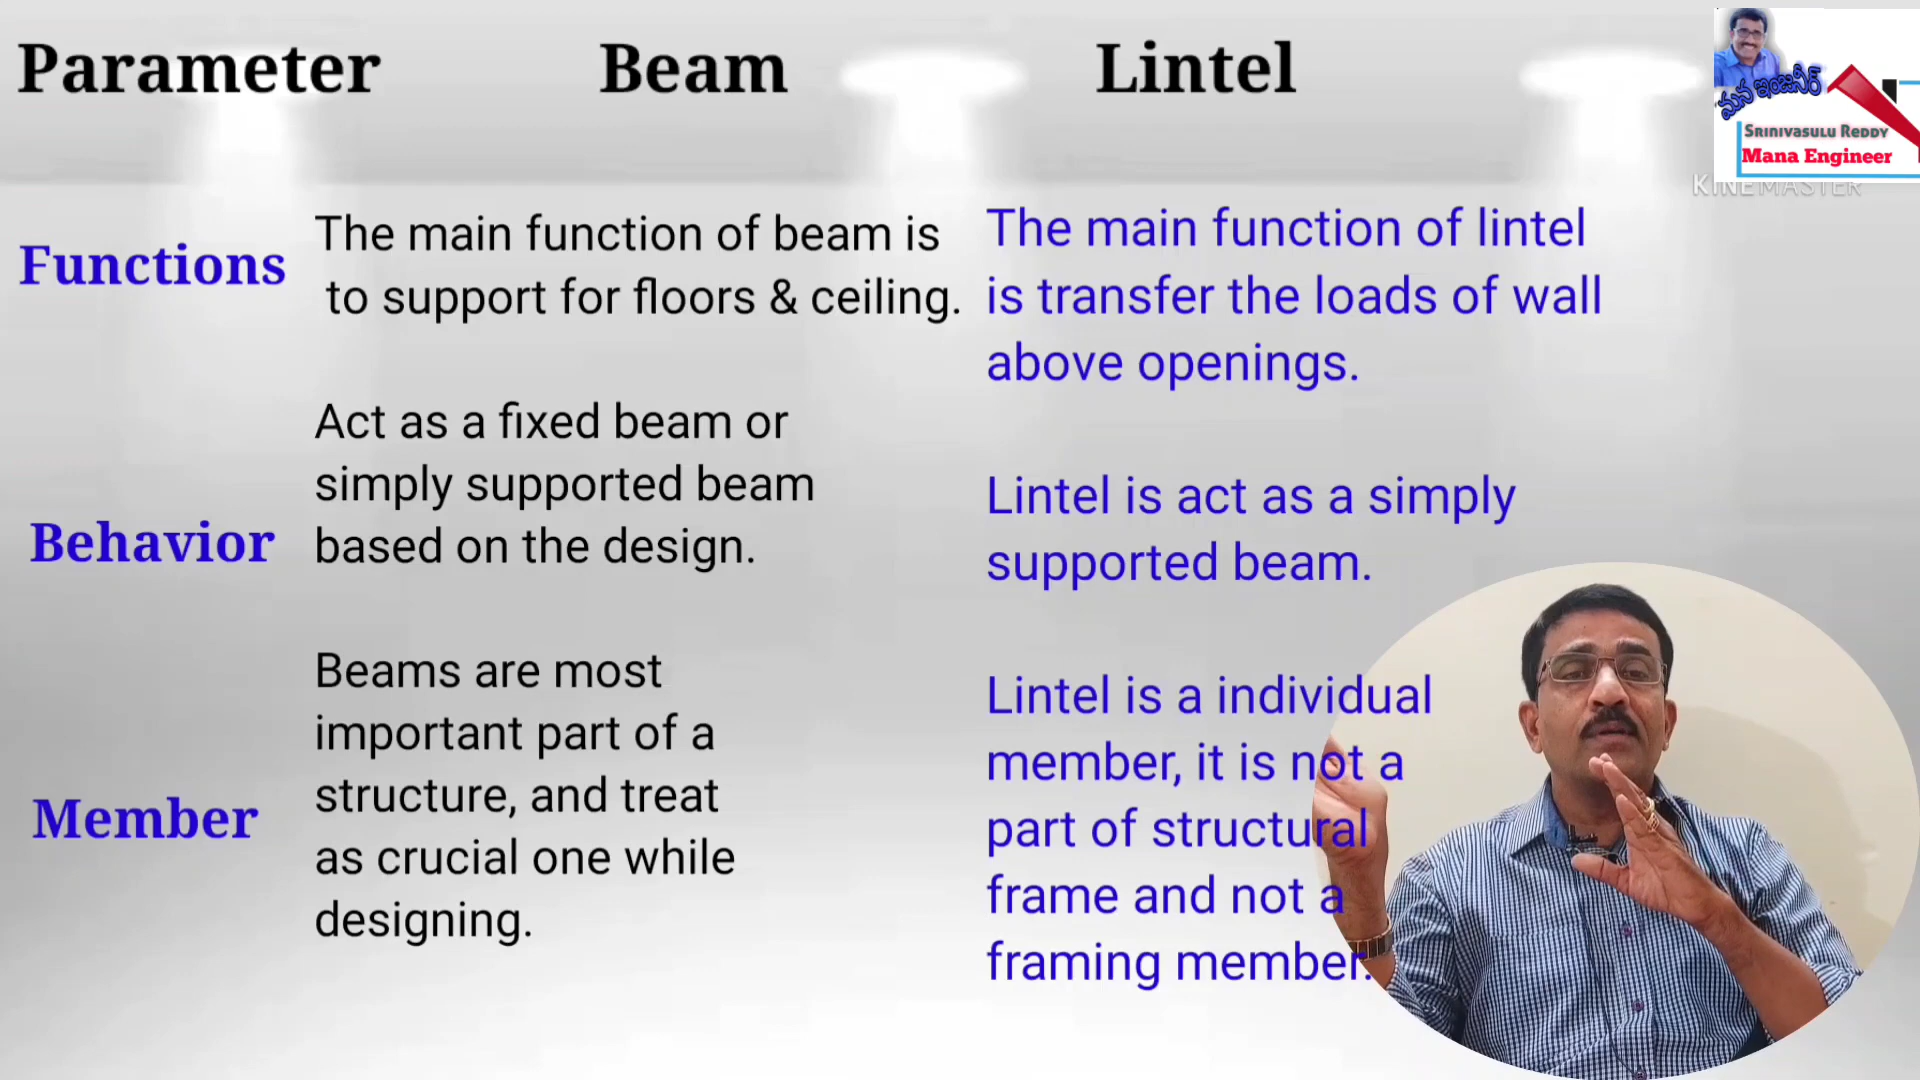 Parameter Beam Lintel
మన ఇంజనీర్
SRINIVASULU REDDY
Mana Engineer
KINEMASTER
Functions
The main function of beam is
to support for floors & ceiling.
The main function of lintel
is transfer the loads of wall
above openings.
Behavior
Act as a fixed beam or
simply supported beam
based on the design.
Lintel is act as a simply
supported beam.
Member
Beams are most
important part of a
structure, and treat
as crucial one while
designing.
Lintel is a individual
member, it is not a
part of structural
frame and not a
framing member.